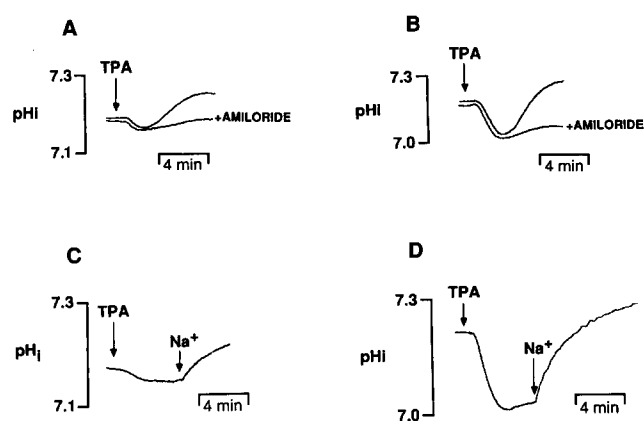 A
TPA
7.3
pHi
7.1
+AMILORIDE
4 min
B
TPA
7.3
pHi
7.0
+AMILORIDE
4 min
C
TPA
7.3
Na+
pHi
7.1
4 min
D
TPA
7.3
Na+
pHi
7.0
4 min